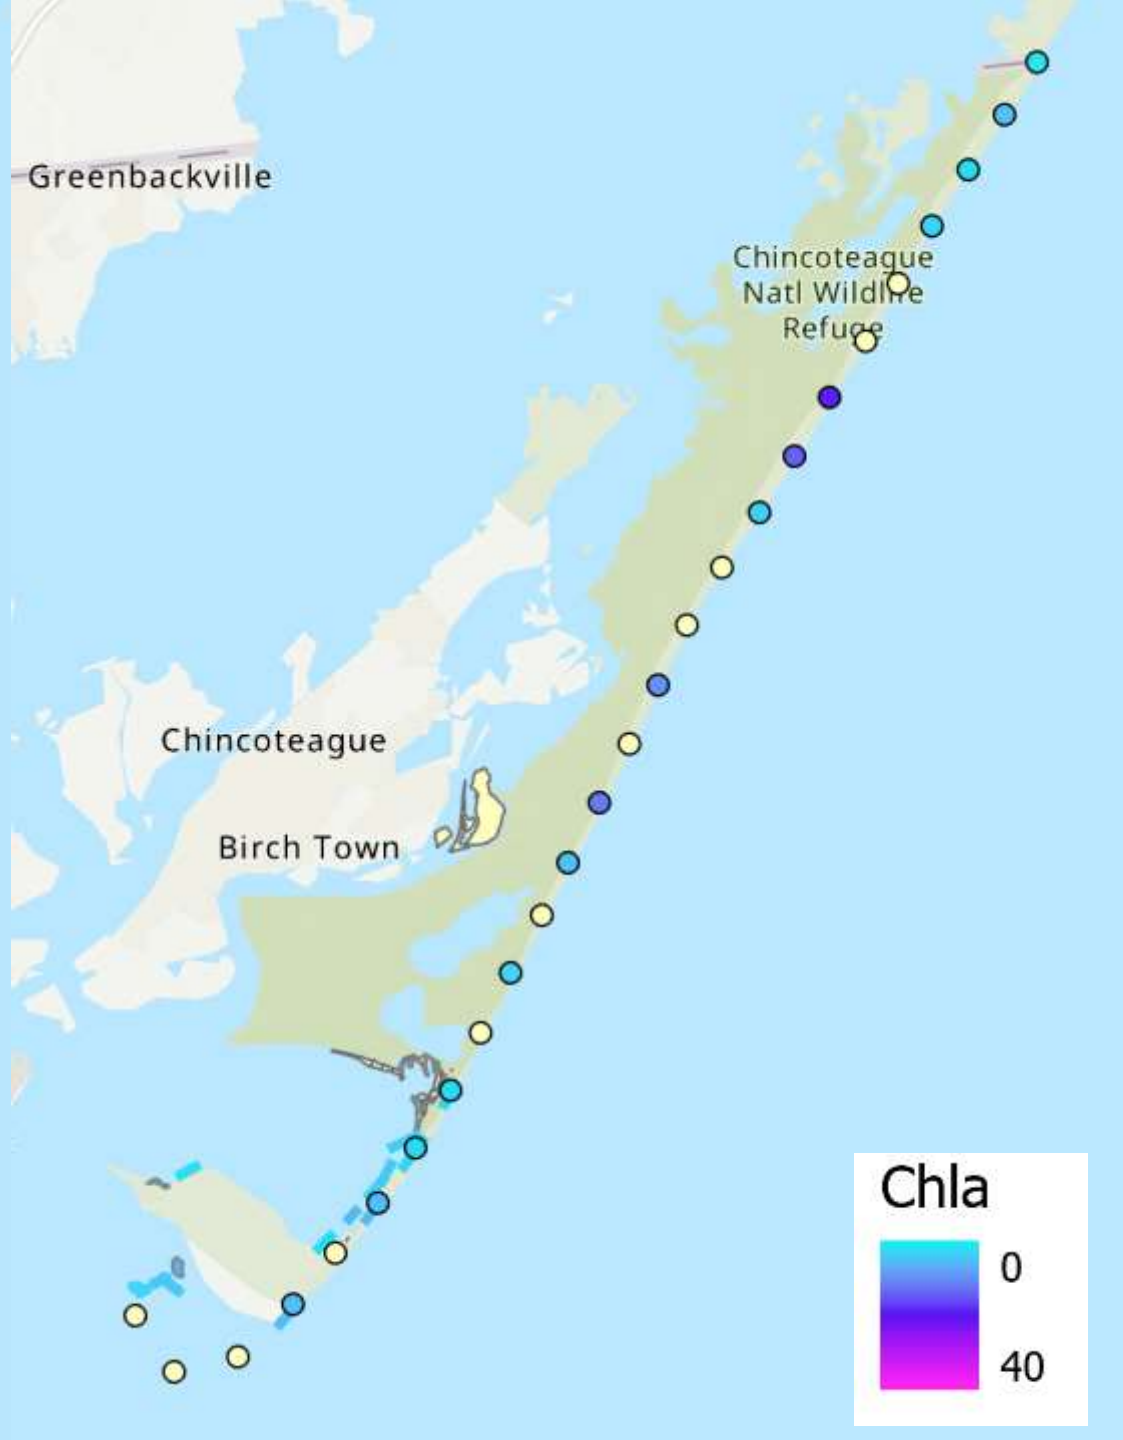 Greenbackville
Chincoteague
Natl Wildlife
Refuge
Chincoteague
Birch Town
Chla
0
40